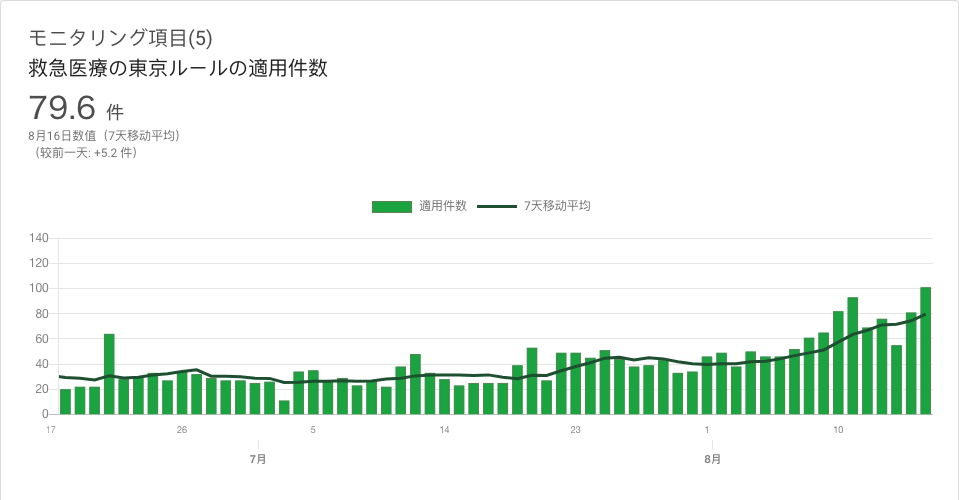 モニタリング項目(5)
救急医療の東京ルールの適用件数
79.6 件
8月16日数值（7天移动平均）
（较前一天: +5.2 件）
適用件数 7天移动平均
140
120
100
80
60
40
20
0
17 26 5 14 23 1 10
7月 8月